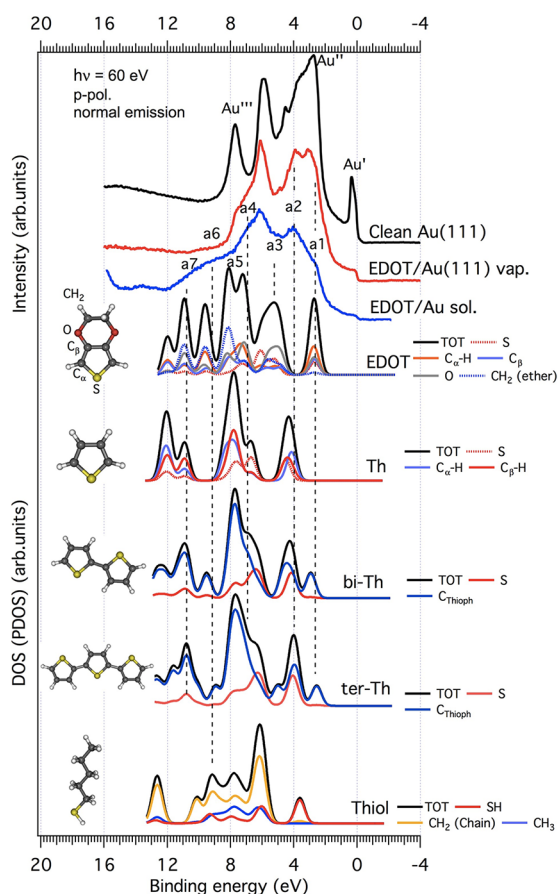 20 16 12 8 4 0 -4
hν = 60 eV
p-pol.
normal emission
Au''
Au'''
Au'
Intensity (arb.units)
a4
a2
a6
a3
a1
Clean Au(111)
a7
a5
EDOT/Au(111) vap.
CH2
EDOT/Au sol.
O
Cβ
Cα
S
TOT S
EDOT Cα-H Cβ
O CH2 (ether)
TOT S
Th Cα-H Cβ-H
DOS (PDOS) (arb.units)
TOT S
bi-Th CThioph
TOT S
ter-Th CThioph
Thiol TOT SH
CH2 (Chain) CH3
20 16 12 8 4 0 -4
Binding energy (eV)